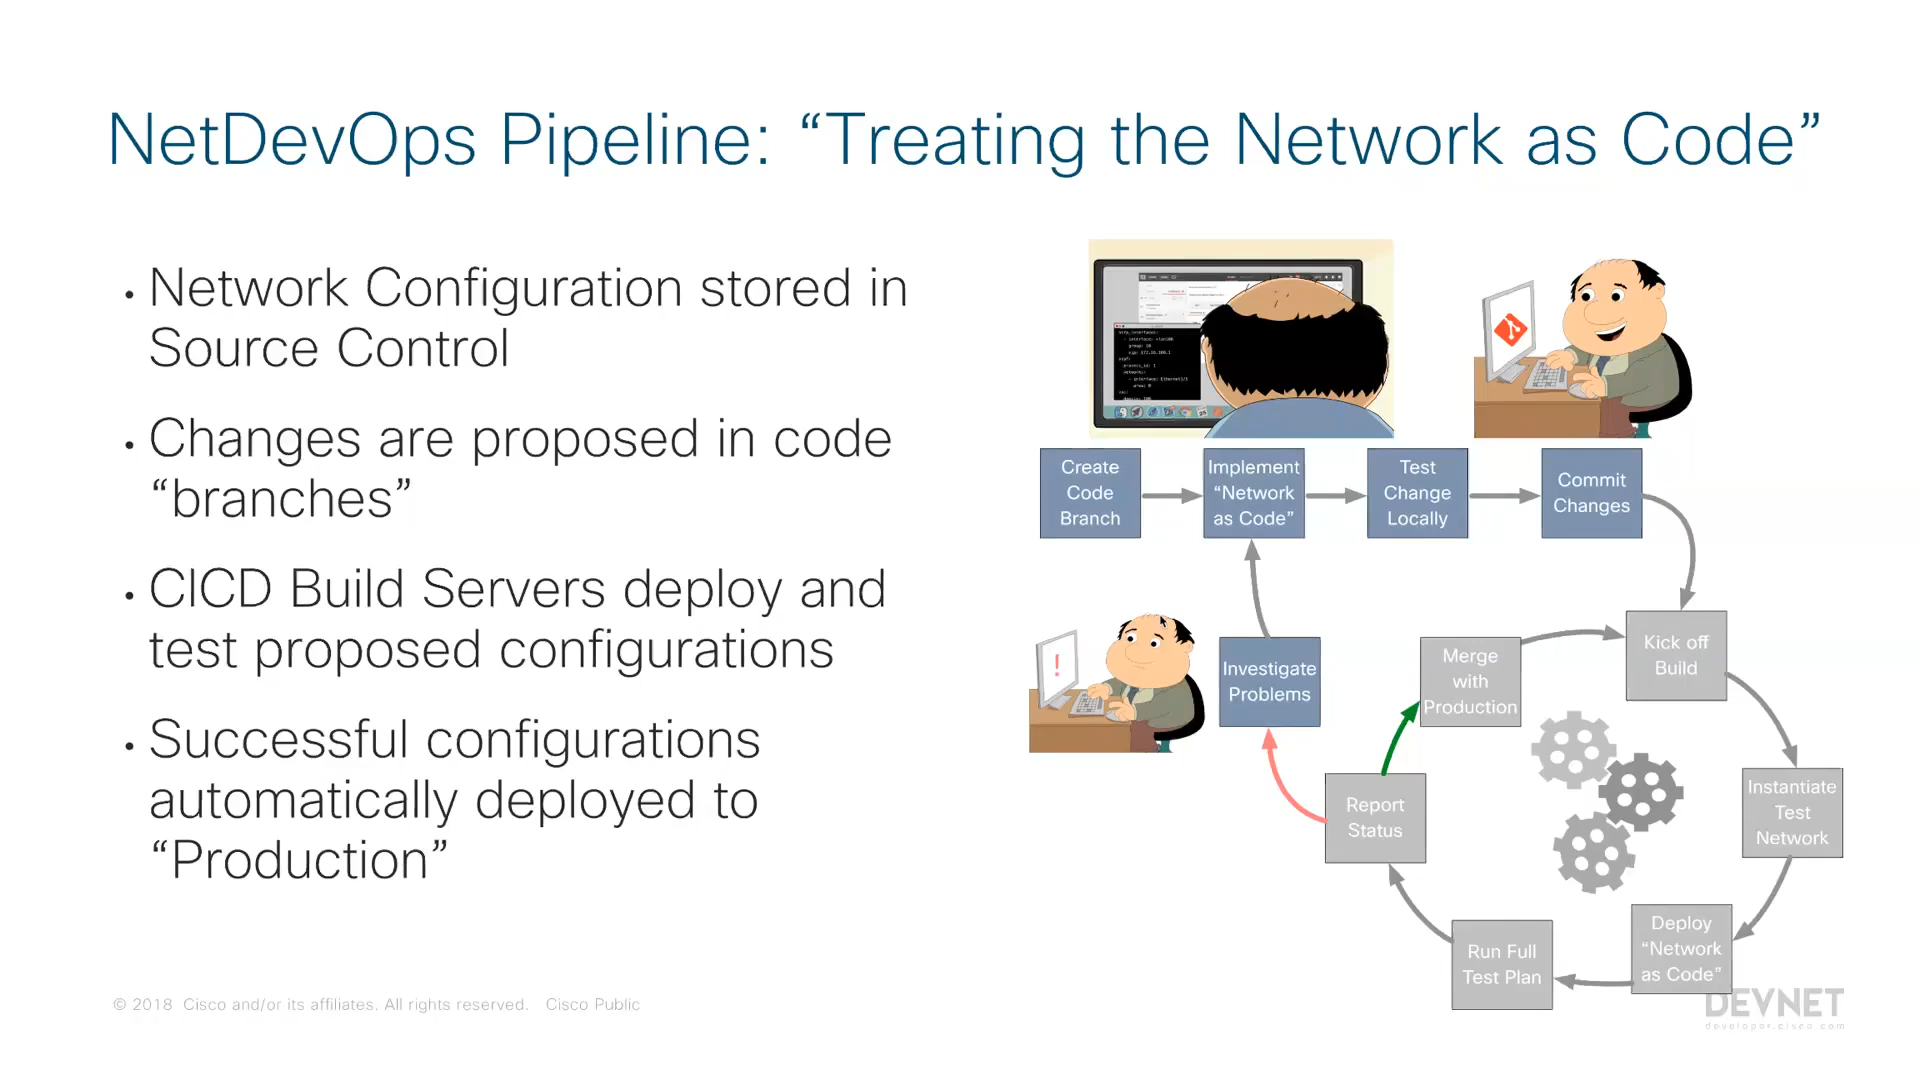 NetDevOps Pipeline: “Treating the Network as Code”
• Network Configuration stored in
Source Control
• Changes are proposed in code
“branches”
• CICD Build Servers deploy and
test proposed configurations
• Successful configurations
automatically deployed to
“Production”
Create
Code
Branch
Implement
“Network
as Code”
Test
Change
Locally
Commit
Changes
Kick off
Build
Instantiate
Test
Network
Deploy
“Network
as Code”
Run Full
Test Plan
Report
Status
Merge
with
Production
Investigate
Problems
!
© 2018 Cisco and/or its affiliates. All rights reserved. Cisco Public
DEVNET
developer.cisco.com